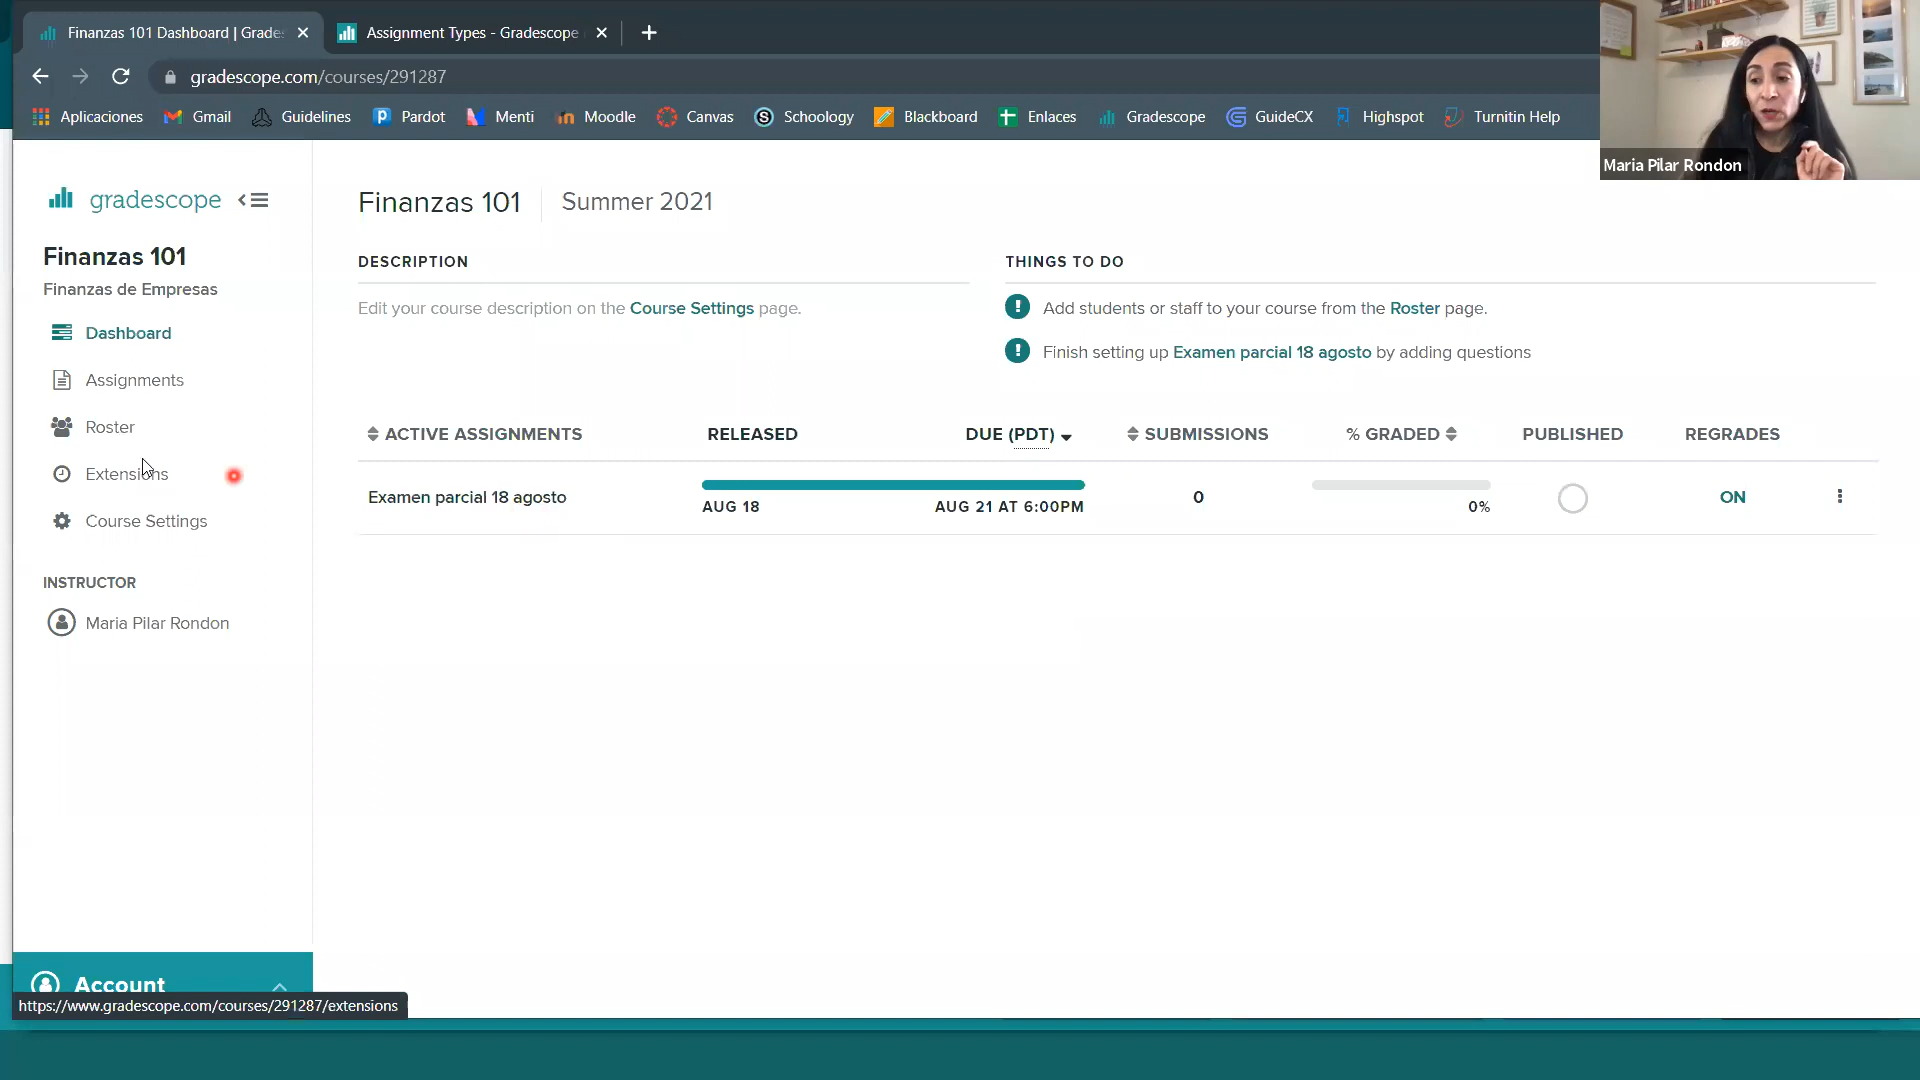 Finanzas 101 Dashboard | Grades
Assignment Types - Gradescope
gradescope.com/courses/291287
Aplicaciones
Gmail
Guidelines
Pardot
Menti
Moodle
Canvas
Schoology
Blackboard
Enlaces
Gradescope
GuideCX
Highspot
Turnitin Help
Maria Pilar Rondon
gradescope
Finanzas 101
Finanzas de Empresas
Dashboard
Assignments
Roster
Extensions
Course Settings
INSTRUCTOR
Maria Pilar Rondon
Account
https://www.gradescope.com/courses/291287/extensions
Finanzas 101 Summer 2021
DESCRIPTION
Edit your course description on the Course Settings page.
THINGS TO DO
Add students or staff to your course from the Roster page.
Finish setting up Examen parcial 18 agosto by adding questions
ACTIVE ASSIGNMENTS RELEASED DUE (PDT) SUBMISSIONS % GRADED PUBLISHED REGRADES
Examen parcial 18 agosto AUG 18 AUG 21 AT 6:00PM 0 0% ON